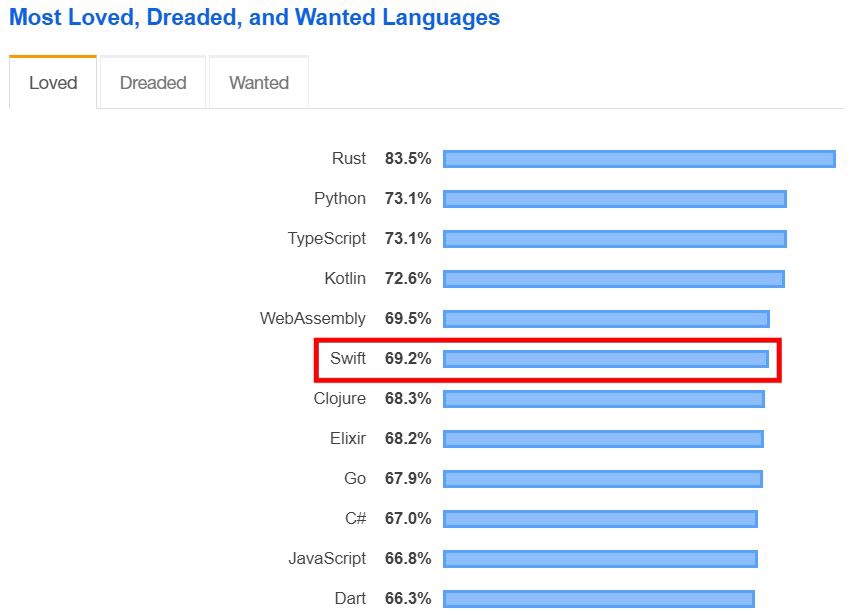 Most Loved, Dreaded, and Wanted Languages
Loved Dreaded Wanted
Rust 83.5%
Python 73.1%
TypeScript 73.1%
Kotlin 72.6%
WebAssembly 69.5%
Swift 69.2%
Clojure 68.3%
Elixir 68.2%
Go 67.9%
C# 67.0%
JavaScript 66.8%
Dart 66.3%